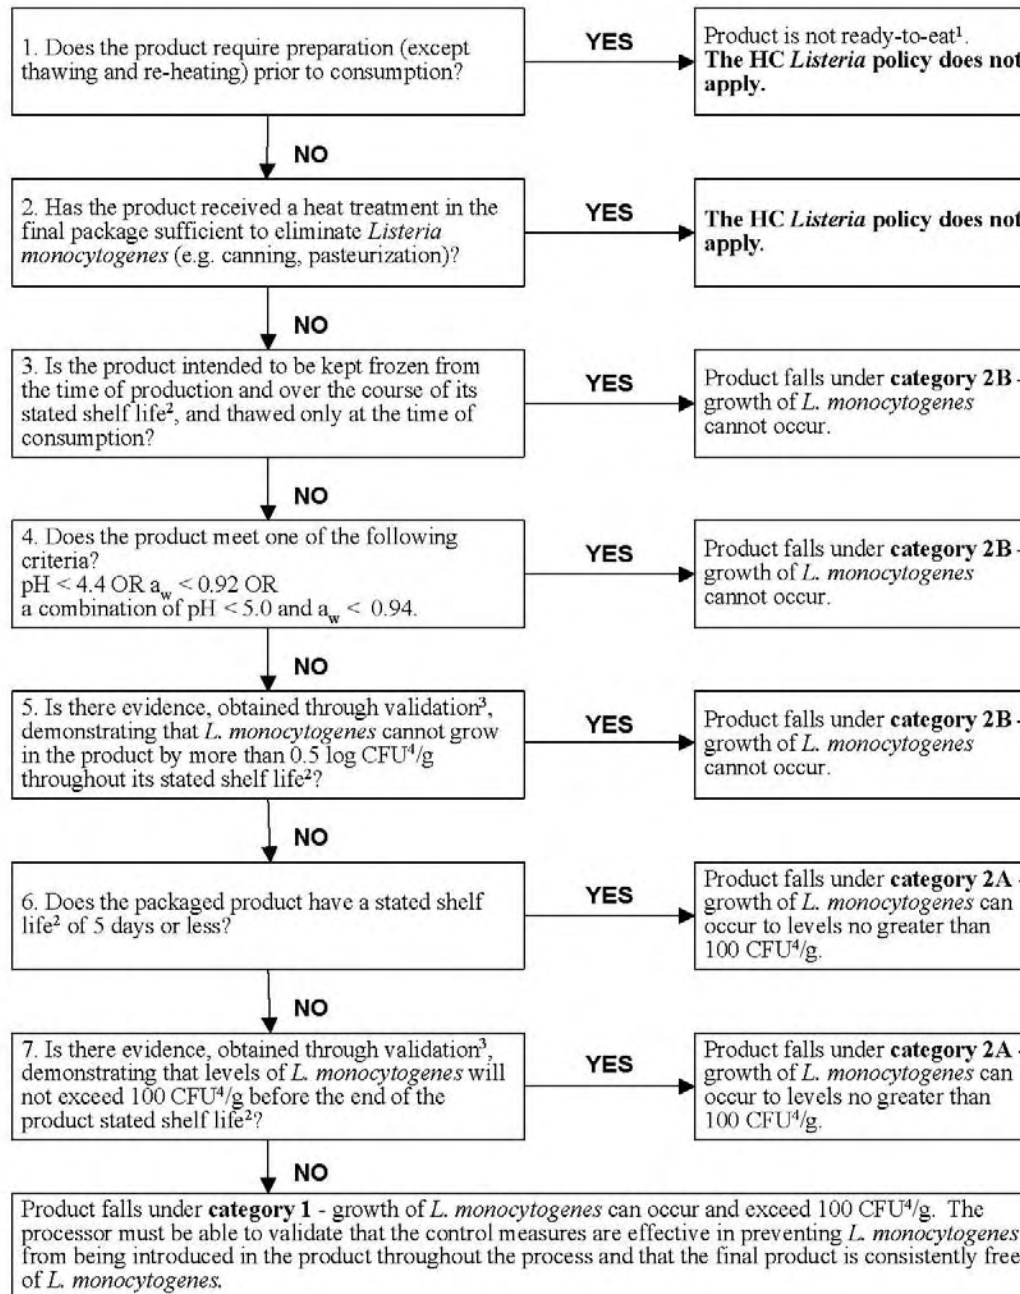 1. Does the product require preparation (except
thawing and re-heating) prior to consumption?
YES
Product is not ready-to-eat¹.
The HC Listeria policy does not
apply.
NO
2. Has the product received a heat treatment in the
final package sufficient to eliminate Listeria
monocytogenes (e.g. canning, pasteurization)?
YES
The HC Listeria policy does not
apply.
NO
3. Is the product intended to be kept frozen from
the time of production and over the course of its
stated shelf life², and thawed only at the time of
consumption?
YES
Product falls under category 2B -
growth of L. monocytogenes
cannot occur.
NO
4. Does the product meet one of the following
criteria?
pH < 4.4 OR a_w < 0.92 OR
a combination of pH < 5.0 and a_w < 0.94.
YES
Product falls under category 2B -
growth of L. monocytogenes
cannot occur.
NO
5. Is there evidence, obtained through validation³,
demonstrating that L. monocytogenes cannot grow
in the product by more than 0.5 log CFU⁴/g
throughout its stated shelf life²?
YES
Product falls under category 2B -
growth of L. monocytogenes
cannot occur.
NO
6. Does the packaged product have a stated shelf
life² of 5 days or less?
YES
Product falls under category 2A -
growth of L. monocytogenes can
occur to levels no greater than
100 CFU⁴/g.
NO
7. Is there evidence, obtained through validation³,
demonstrating that levels of L. monocytogenes will
not exceed 100 CFU⁴/g before the end of the
product stated shelf life²?
YES
Product falls under category 2A -
growth of L. monocytogenes can
occur to levels no greater than
100 CFU⁴/g.
NO
Product falls under category 1 - growth of L. monocytogenes can occur and exceed 100 CFU⁴/g. The
processor must be able to validate that the control measures are effective in preventing L. monocytogenes
from being introduced in the product throughout the process and that the final product is consistently free
of L. monocytogenes.